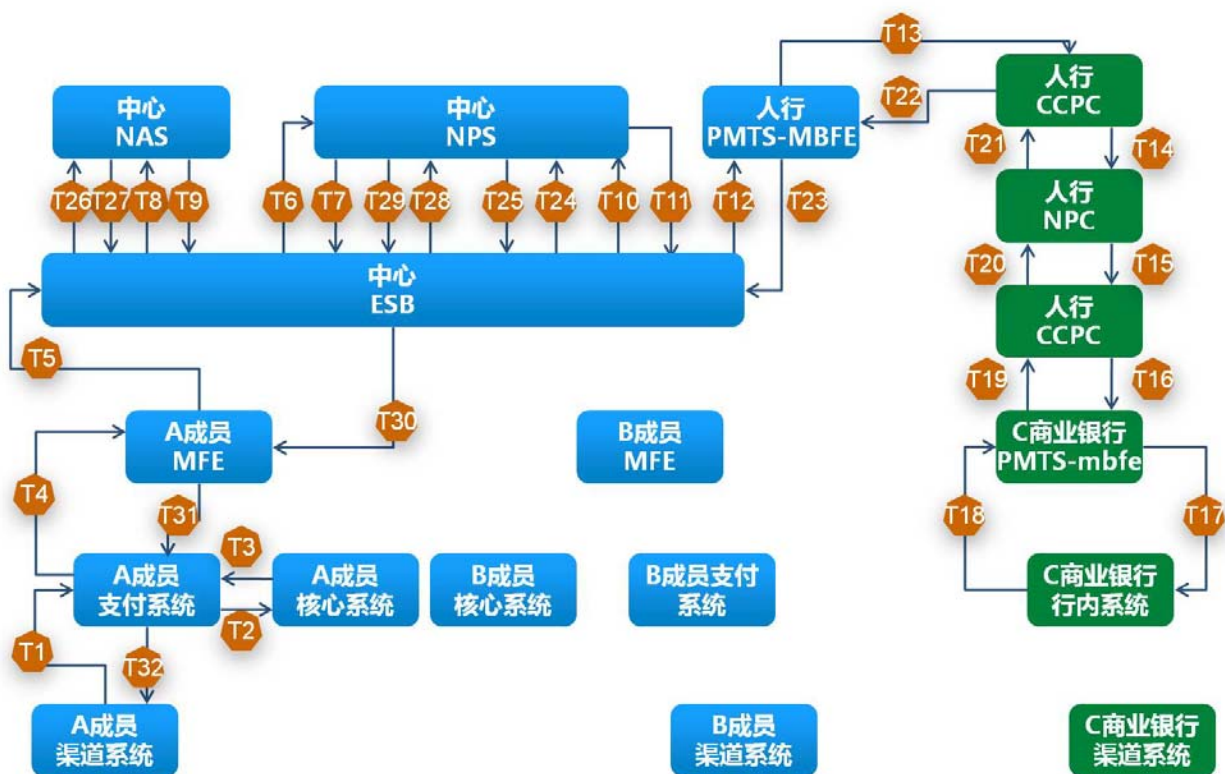 T13
人行
CCPC
T22
中心
NAS
中心
NPS
人行
PMTS-MBFE
T21
T14
T26
T27
T8
T9
T6
T7
T29
T28
T25
T24
T10
T11
T12
T23
人行
NPC
中心
ESB
T20
T15
人行
CCPC
T5
T19
T16
T30
A成员
MFE
B成员
MFE
C商业银行
PMTS-mbfe
T4
T31
T18
T17
T3
A成员
支付系统
A成员
核心系统
B成员
核心系统
B成员支付
系统
C商业银行
行内系统
T2
T1
T32
A成员
渠道系统
B成员
渠道系统
C商业银行
渠道系统